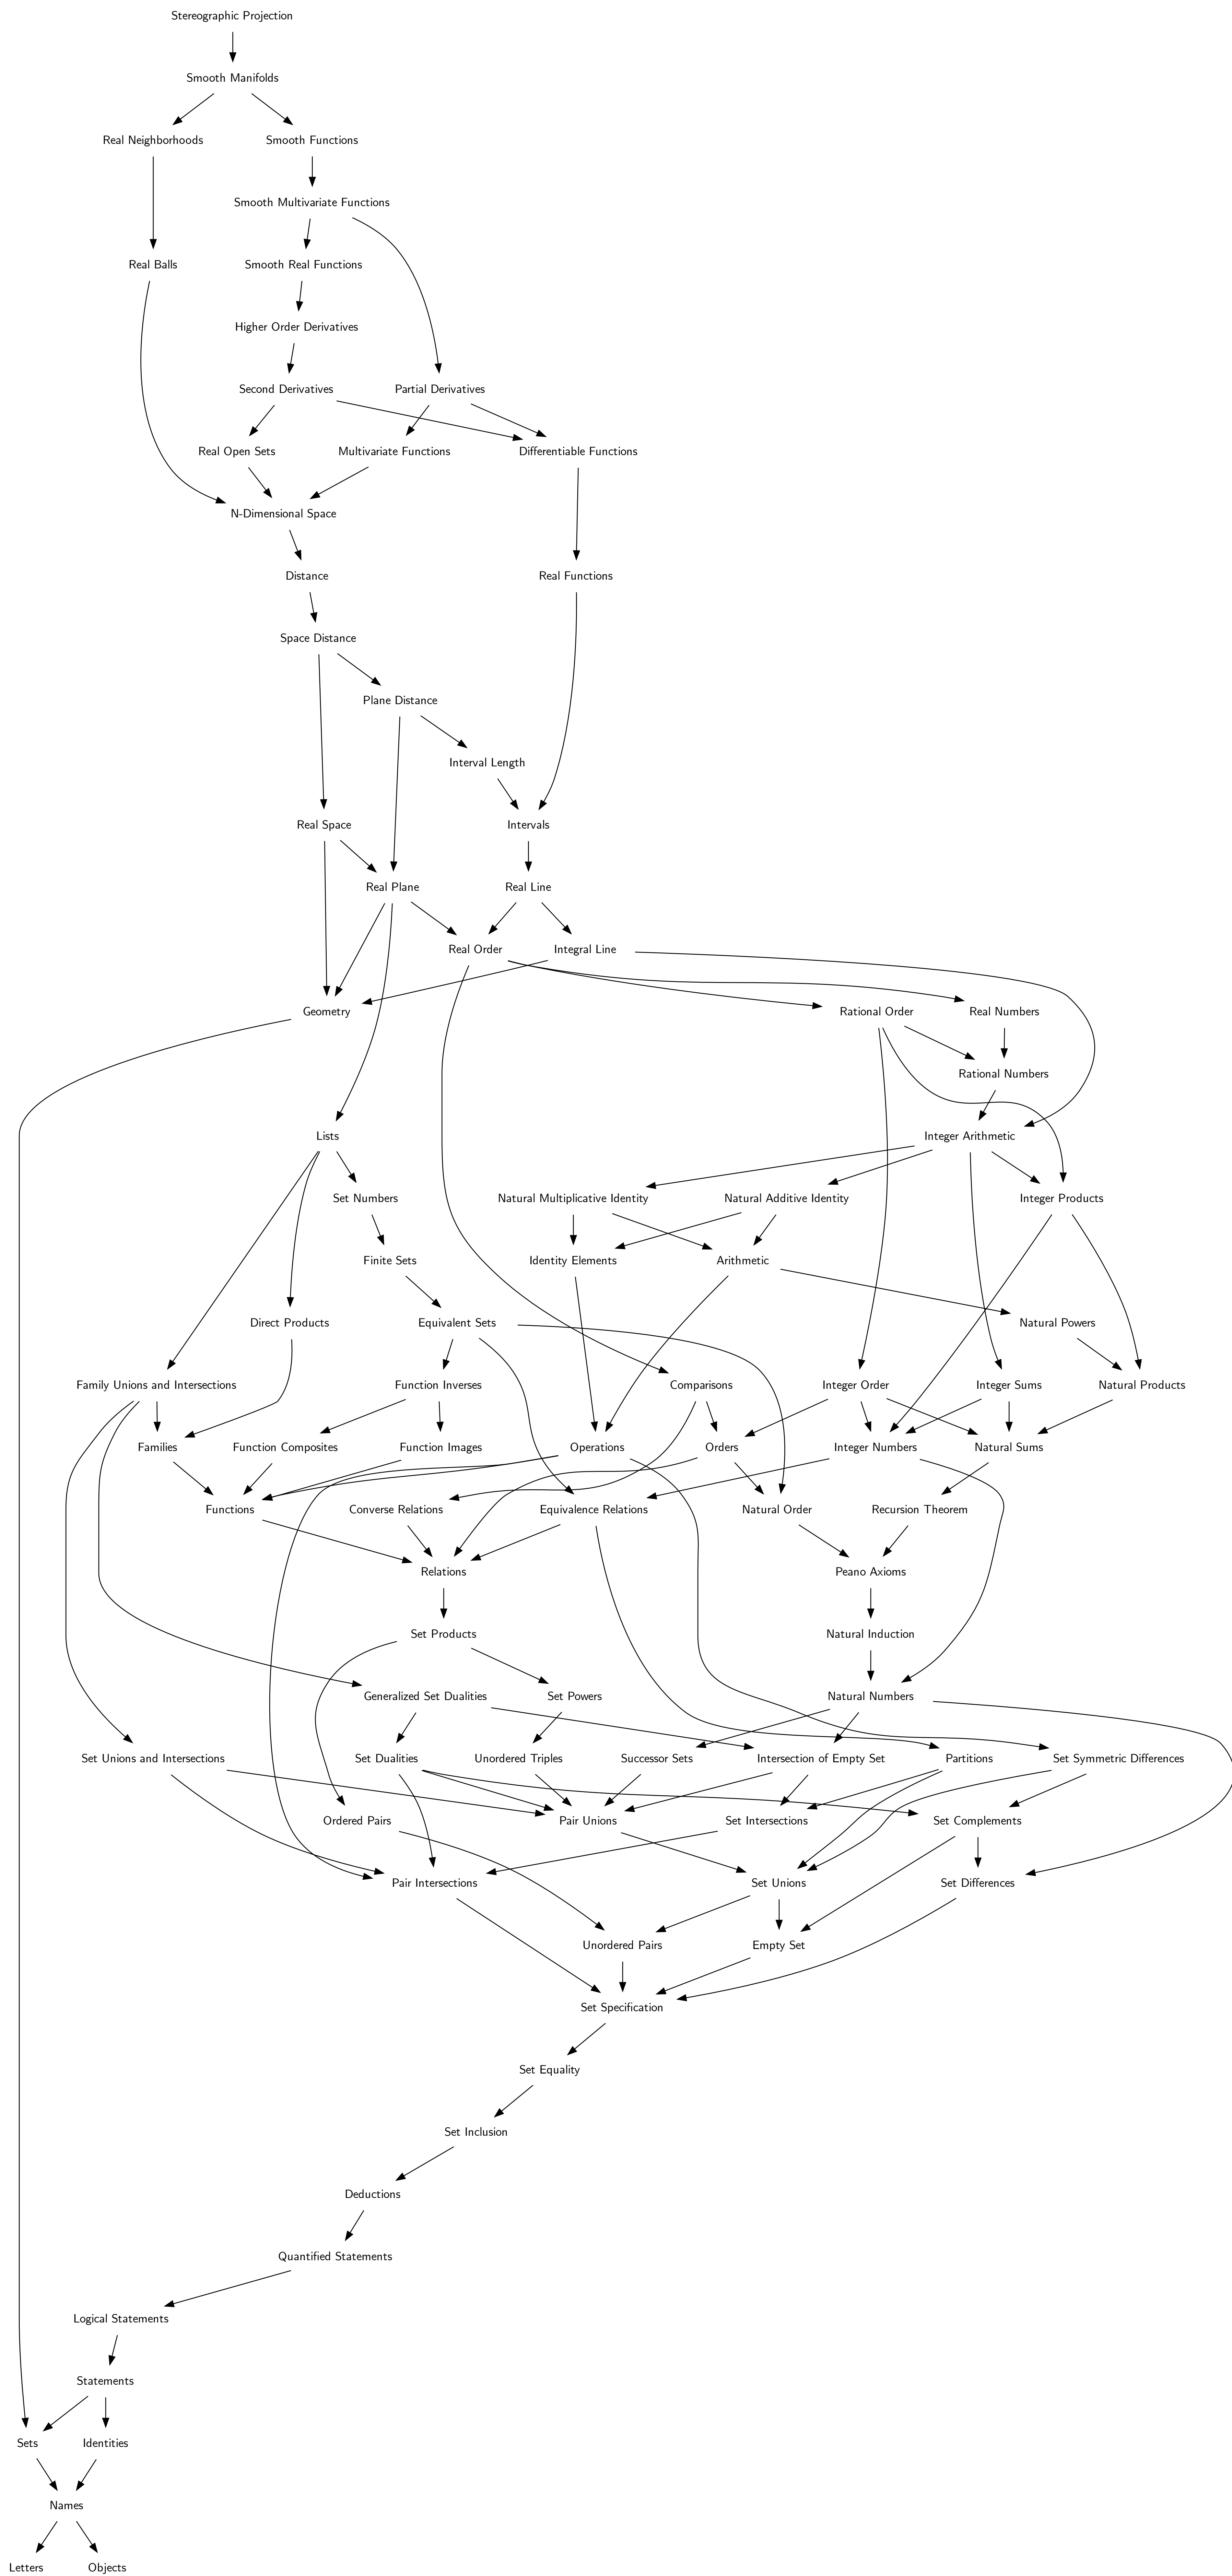 Stereographic Projection
Smooth Manifolds
Real Neighborhoods
Smooth Functions
Smooth Multivariate Functions
Real Balls
Smooth Real Functions
Higher Order Derivatives
Second Derivatives
Partial Derivatives
Real Open Sets
Multivariate Functions
Differentiable Functions
N-Dimensional Space
Distance
Real Functions
Space Distance
Plane Distance
Interval Length
Real Space
Intervals
Real Plane
Real Line
Real Order
Integral Line
Geometry
Rational Order
Real Numbers
Rational Numbers
Lists
Integer Arithmetic
Set Numbers
Natural Multiplicative Identity
Natural Additive Identity
Integer Products
Finite Sets
Identity Elements
Arithmetic
Direct Products
Equivalent Sets
Natural Powers
Family Unions and Intersections
Function Inverses
Comparisons
Integer Order
Integer Sums
Natural Products
Families
Function Composites
Function Images
Operations
Orders
Integer Numbers
Natural Sums
Functions
Converse Relations
Equivalence Relations
Natural Order
Recursion Theorem
Relations
Peano Axioms
Set Products
Natural Induction
Generalized Set Dualities
Set Powers
Natural Numbers
Set Unions and Intersections
Set Dualities
Unordered Triples
Successor Sets
Intersection of Empty Set
Partitions
Set Symmetric Differences
Ordered Pairs
Pair Unions
Set Intersections
Set Complements
Pair Intersections
Set Unions
Set Differences
Unordered Pairs
Empty Set
Set Specification
Set Equality
Set Inclusion
Deductions
Quantified Statements
Logical Statements
Statements
Sets
Identities
Names
Letters
Objects